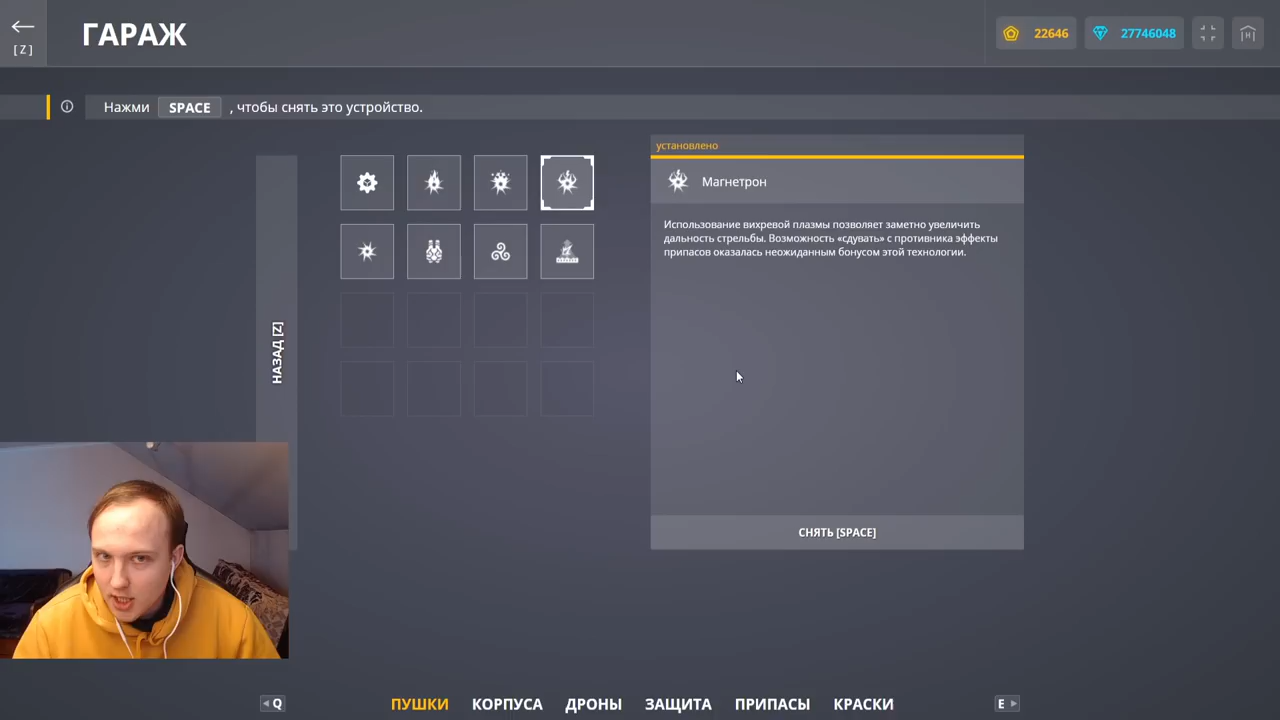 ГАРАЖ
[Z]
22646
27746048
[H]
Нажми SPACE , чтобы снять это устройство.
установлено
Магнетрон
Использование вихревой плазмы позволяет заметно увеличить
дальность стрельбы. Возможность «сдувать» с противника эффекты
припасов оказалась неожиданным бонусом этой технологии.
НАЗАД [Z]
СНЯТЬ [SPACE]
Q
ПУШКИ
КОРПУСА
ДРОНЫ
ЗАЩИТА
ПРИПАСЫ
КРАСКИ
E